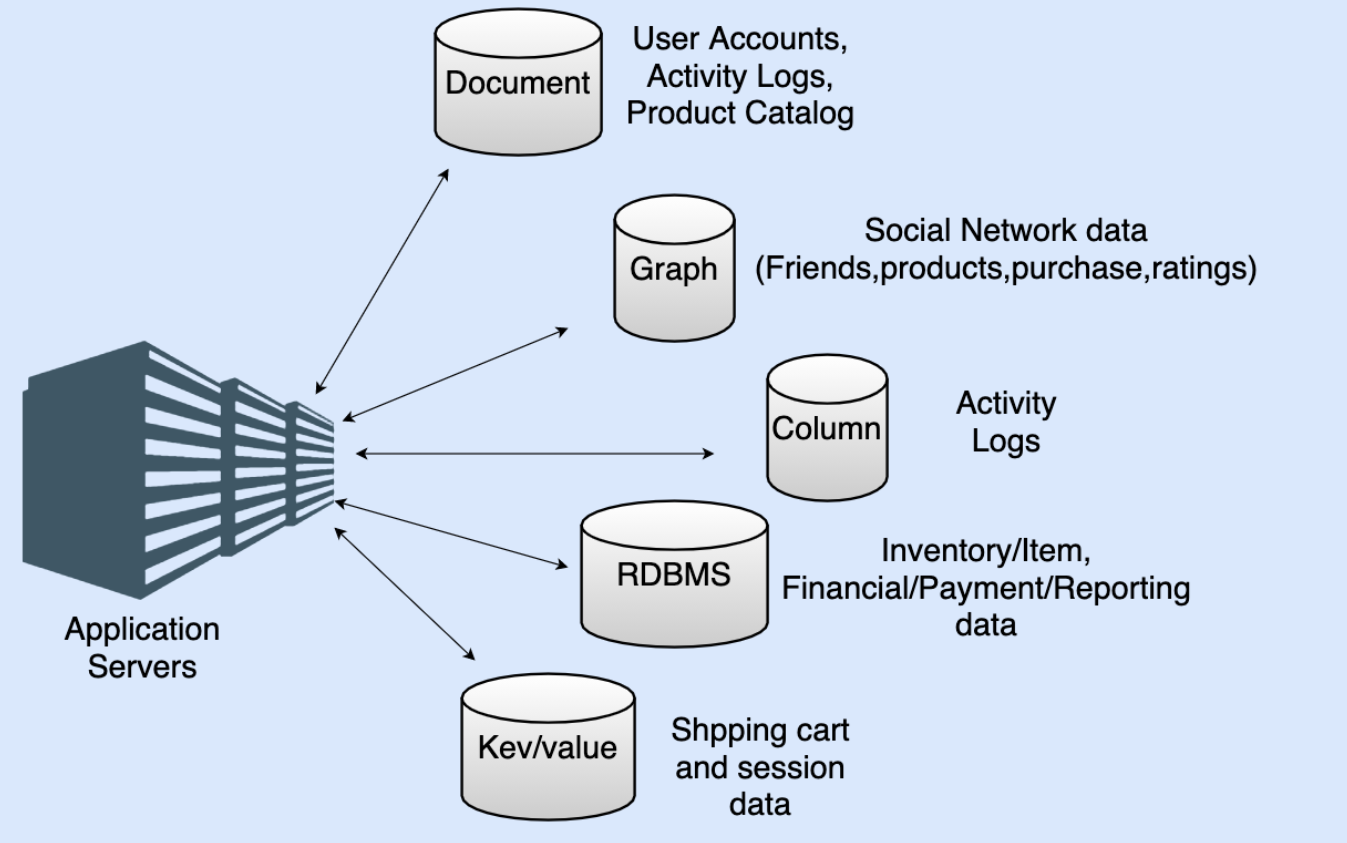 Document
User Accounts,
Activity Logs,
Product Catalog
Graph
Social Network data
(Friends,products,purchase,ratings)
Column
Activity
Logs
RDBMS
Inventory/Item,
Financial/Payment/Reporting
data
Application
Servers
Kev/value
Shpping cart
and session
data